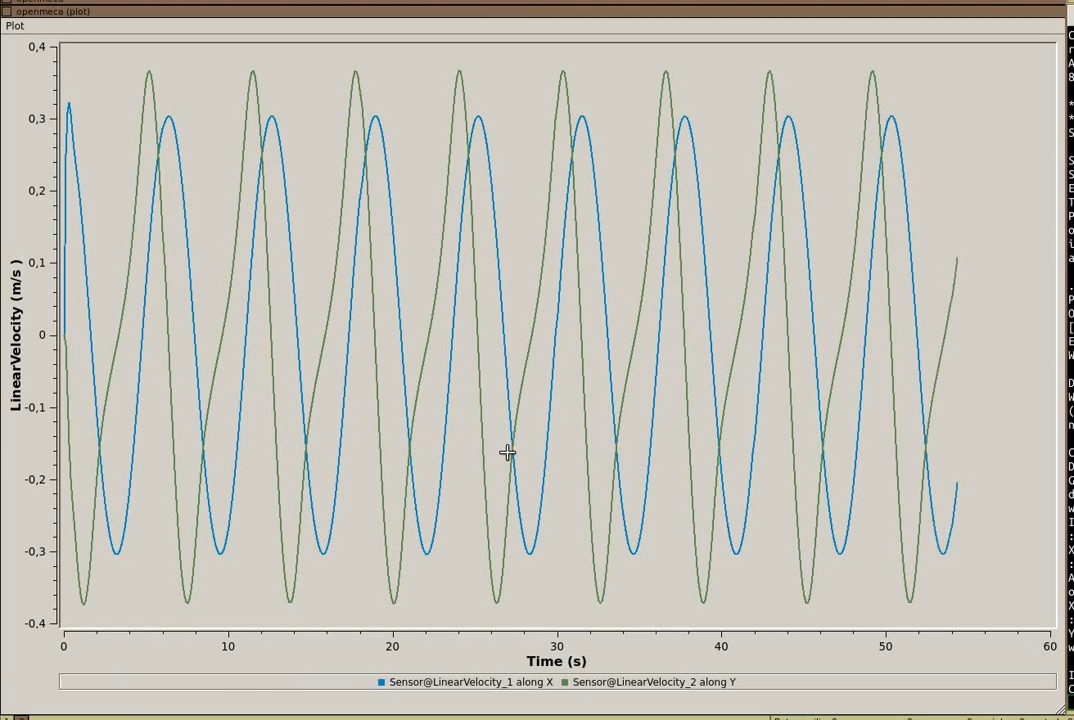 openmeca (plot)
Plot
0,4
0,3
0,2
0,1
0
-0,1
-0,2
-0,3
-0,4
LinearVelocity (m/s )
0 10 20 30 40 50 60
Time (s)
Sensor@LinearVelocity_1 along X Sensor@LinearVelocity_2 along Y